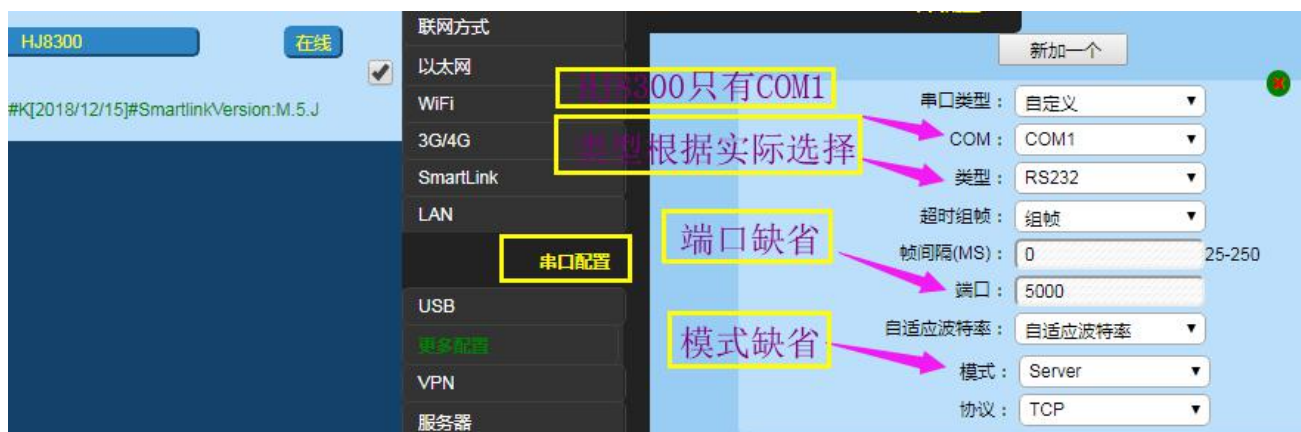 HJ8300
在线
#K[2018/12/15]#SmartlinkVersion:M.5.J
联网方式
以太网
WiFi
3G/4G
SmartLink
LAN
串口配置
USB
更多配置
VPN
服务器
HJ8300只有COM1
类型根据实际选择
端口缺省
模式缺省
新加一个
串口类型： 自定义
COM： COM1
类型： RS232
超时组帧： 组帧
帧间隔(MS)： 0 25-250
端口： 5000
自适应波特率： 自适应波特率
模式： Server
协议： TCP